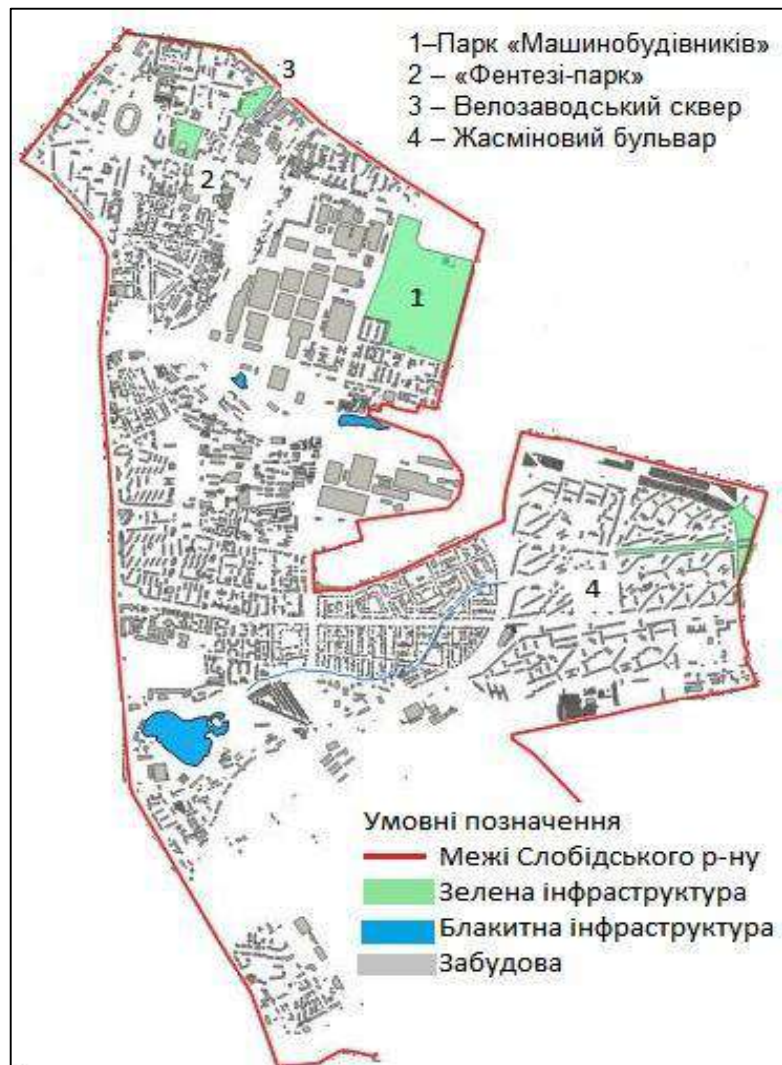 1–Парк «Машинобудівників»
2 – «Фентезі-парк»
3 – Велозаводський сквер
4 – Жасміновий бульвар
3
2
1
4
Умовні позначення
Межі Слобідського р-ну
Зелена інфраструктура
Блакитна інфраструктура
Забудова